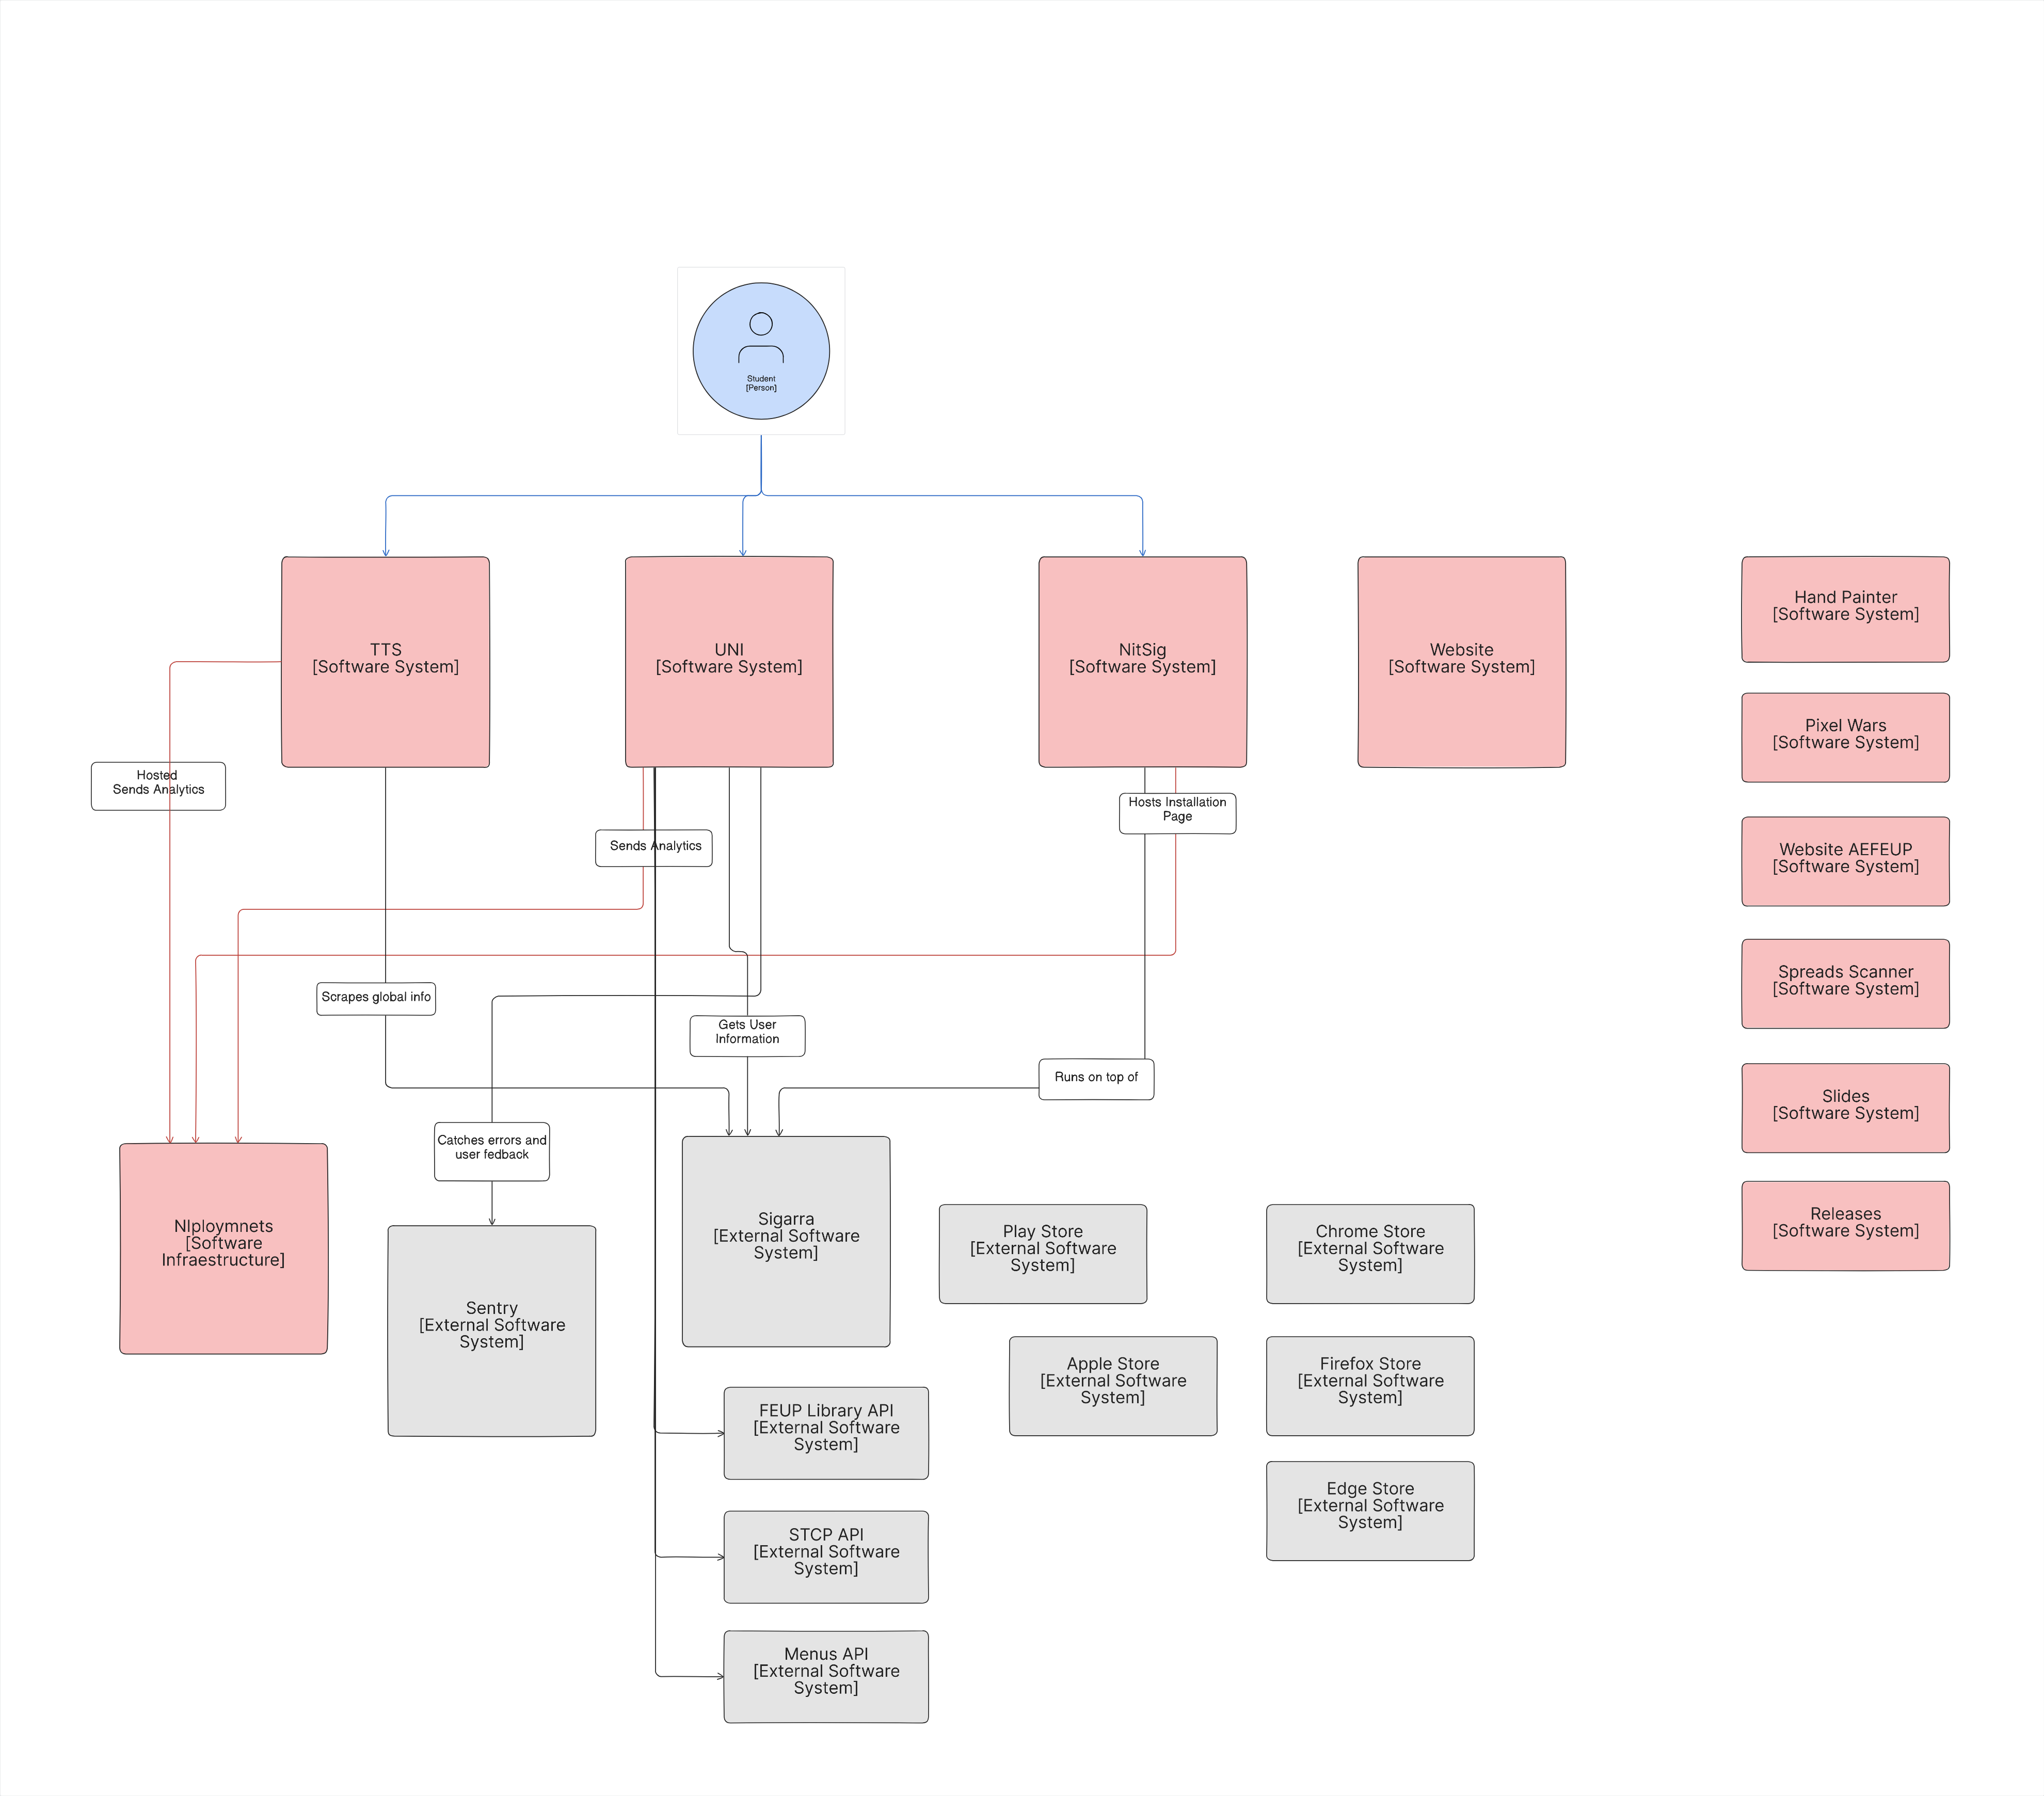 Student
[Person]
TTS
[Software System]
UNI
[Software System]
NitSig
[Software System]
Website
[Software System]
Hand Painter
[Software System]
Pixel Wars
[Software System]
Website AEFEUP
[Software System]
Spreads Scanner
[Software System]
Slides
[Software System]
Releases
[Software System]
Hosted
Sends Analytics
Sends Analytics
Hosts Installation
Page
Scrapes global info
Gets User
Information
Runs on top of
Catches errors and
user fedback
NIploymnets
[Software
Infraestructure]
Sentry
[External Software
System]
Sigarra
[External Software
System]
Play Store
[External Software
System]
Chrome Store
[External Software
System]
Apple Store
[External Software
System]
Firefox Store
[External Software
System]
Edge Store
[External Software
System]
FEUP Library API
[External Software
System]
STCP API
[External Software
System]
Menus API
[External Software
System]